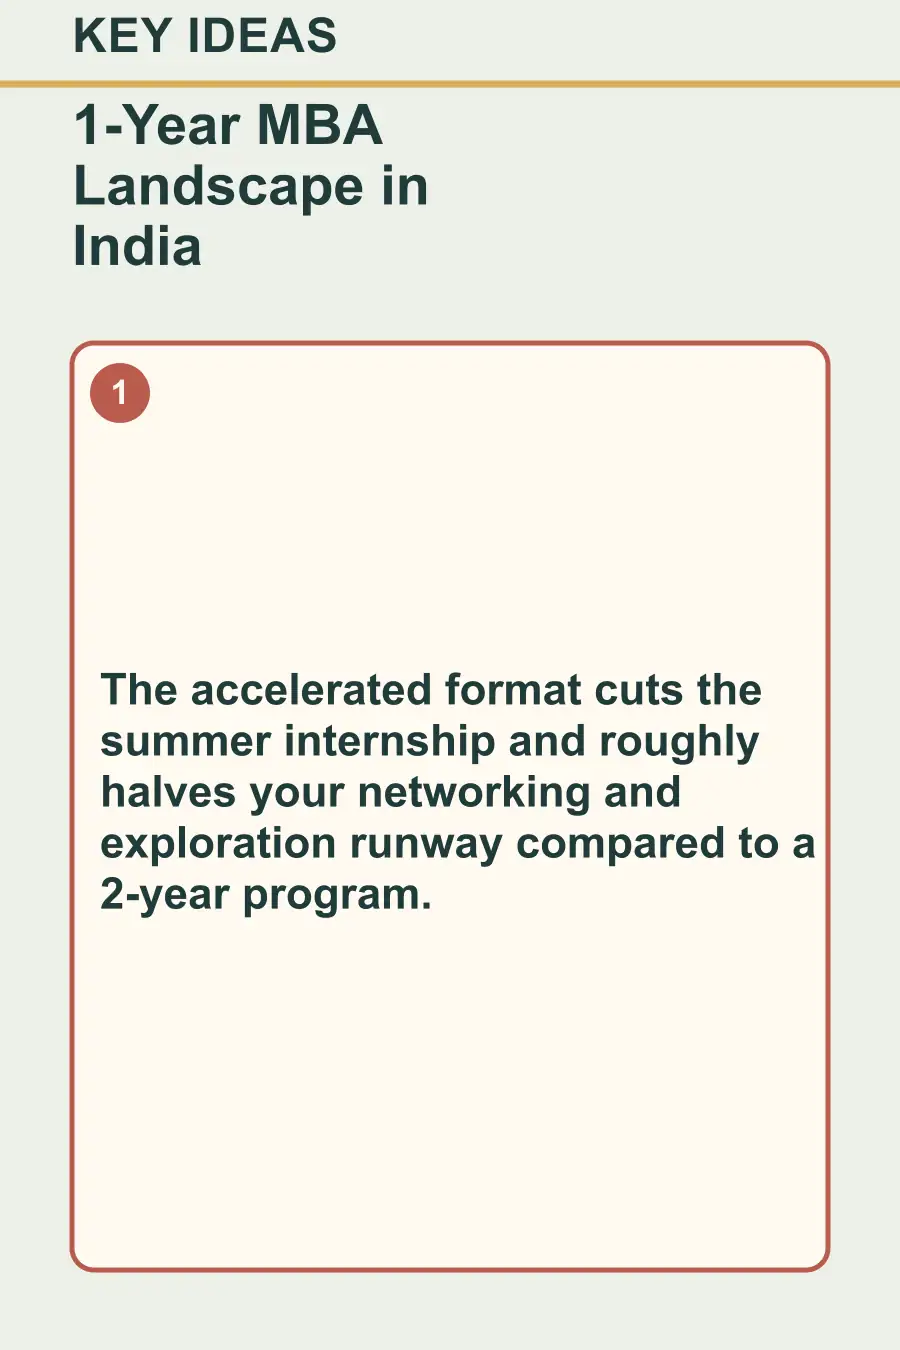 KEY IDEAS
1-Year MBA
Landscape in
India
1
The accelerated format cuts the
summer internship and roughly
halves your networking and
exploration runway compared to a
2-year program.